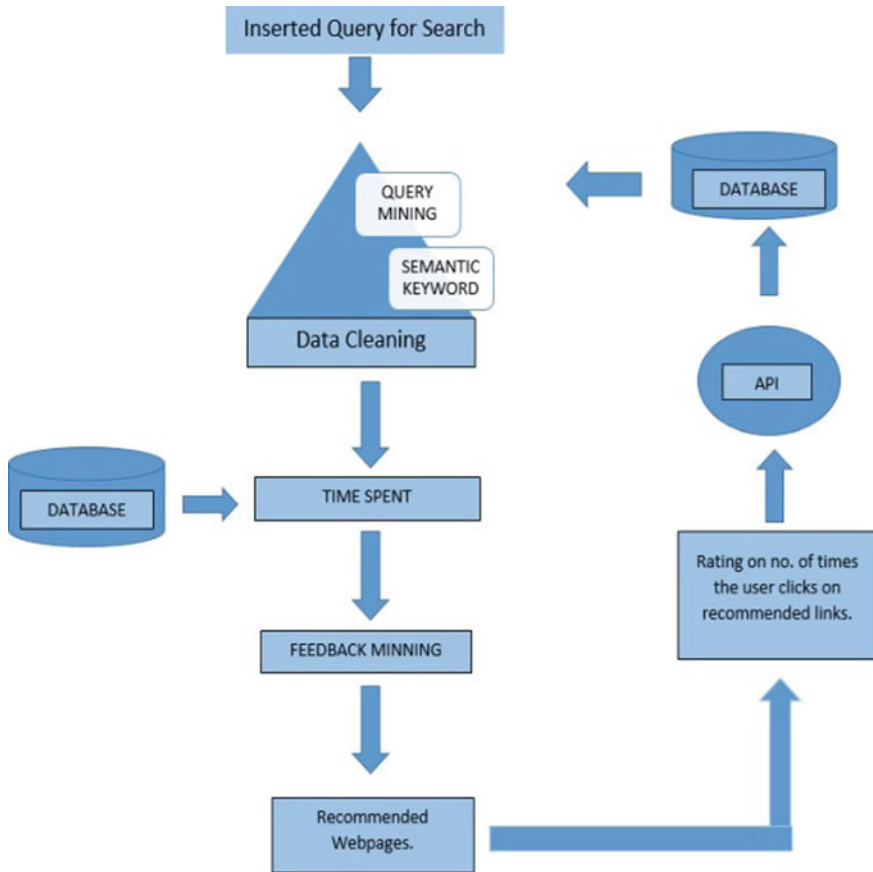 Inserted Query for Search
QUERY
MINING
SEMANTIC
KEYWORD
Data Cleaning
DATABASE
TIME SPENT
FEEDBACK MINNING
Recommended
Webpages.
Rating on no. of times
the user clicks on
recommended links.
API
DATABASE